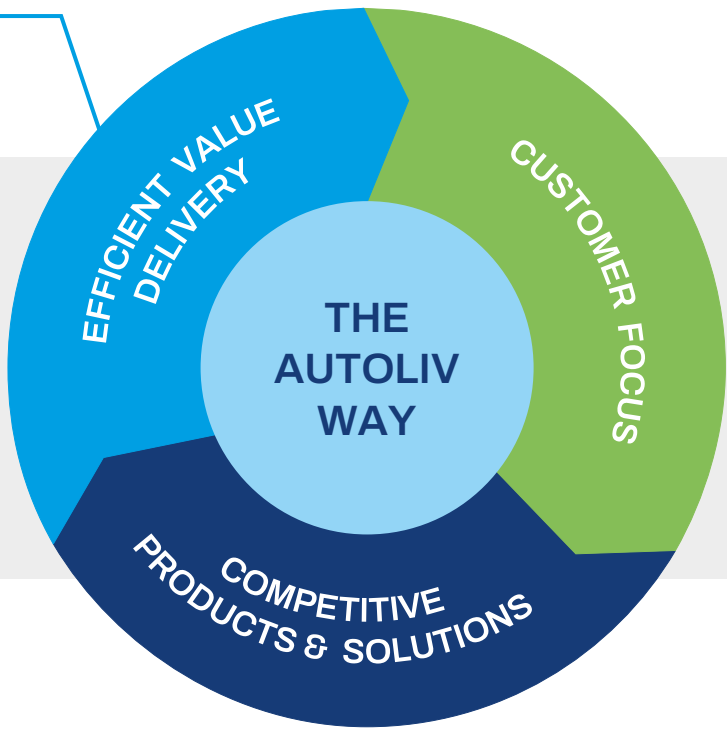 EFFICIENT VALUE
DELIVERY
CUSTOMER FOCUS
THE
AUTOLIV
WAY
COMPETITIVE
PRODUCTS & SOLUTIONS